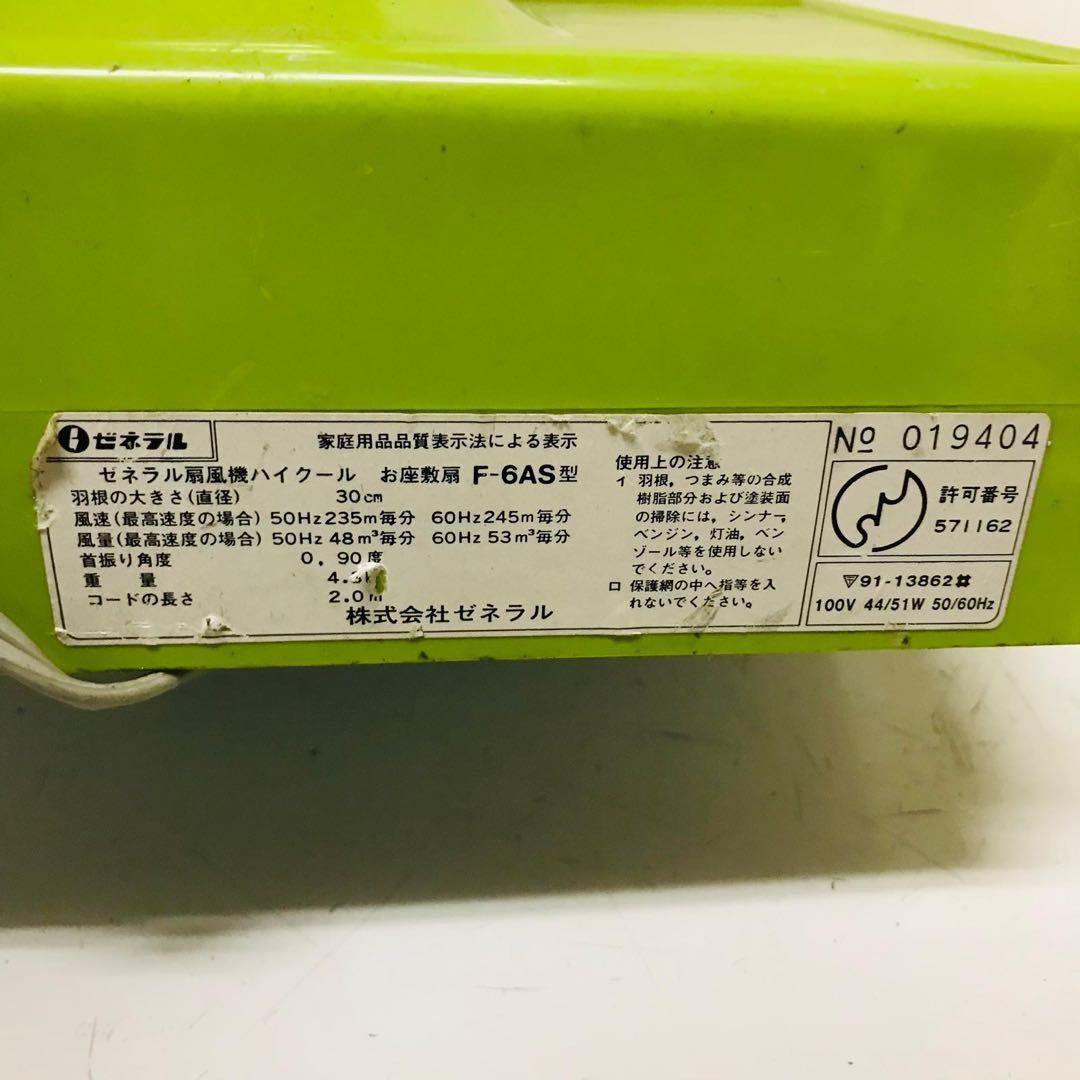 ゼネラル
家庭用品品質表示法による表示
ゼネラル扇風機ハイクール お座敷扇 F-6AS型
羽根の大きさ(直径) 30cm
風速(最高速度の場合) 50Hz 235m毎分 60Hz 245m毎分
風量(最高速度の場合) 50Hz 48m³毎分 60Hz 53m³毎分
首振り角度 0, 90度
重量
コードの長さ 2.0m
株式会社ゼネラル
使用上の注意
イ 羽根, つまみ等の合成
樹脂部分および塗装面
の掃除には, シンナー,
ベンジン, 灯油, ベン
ゾール等を使用しない
でください。
ロ 保護網の中へ指等を入
れないでください。
No 019404
許可番号
571162
91-13862
100V 44/51W 50/60Hz